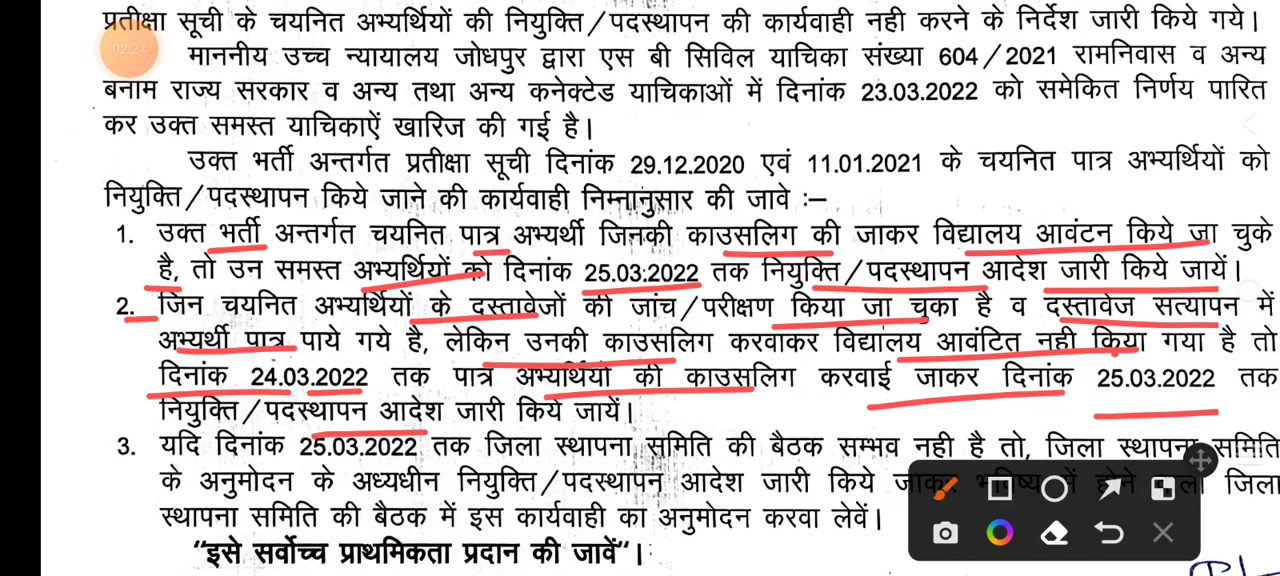 प्रतीक्षा सूची के चयनित अभ्यर्थियों की नियुक्ति/पदस्थापन की कार्यवाही नही करने के निर्देश जारी किये गये।
02:27
माननीय उच्च न्यायालय जोधपुर द्वारा एस बी सिविल याचिका संख्या 604/2021 रामनिवास व अन्य
बनाम राज्य सरकार व अन्य तथा अन्य कनेक्टेड याचिकाओं में दिनांक 23.03.2022 को समेकित निर्णय पारित
कर उक्त समस्त याचिकाऐं खारिज की गई है।
उक्त भर्ती अन्तर्गत प्रतीक्षा सूची दिनांक 29.12.2020 एवं 11.01.2021 के चयनित पात्र अभ्यर्थियों को
नियुक्ति/पदस्थापन किये जाने की कार्यवाही निम्नानुसार की जावे :–
1. उक्त भर्ती अन्तर्गत चयनित पात्र अभ्यर्थी जिनकी काउसलिग की जाकर विद्यालय आवंटन किये जा चुके
है, तो उन समस्त अभ्यर्थियों को दिनांक 25.03.2022 तक नियुक्ति/पदस्थापन आदेश जारी किये जायें।
2. जिन चयनित अभ्यर्थियों के दस्तावेजों की जांच/परीक्षण किया जा चुका है व दस्तावेज सत्यापन में
अभ्यर्थी पात्र पाये गये है, लेकिन उनकी काउसलिग करवाकर विद्यालय आवंटित नही किया गया है तो
दिनांक 24.03.2022 तक पात्र अभ्यर्थियों की काउसलिग करवाई जाकर दिनांक 25.03.2022 तक
नियुक्ति/पदस्थापन आदेश जारी किये जायें।
3. यदि दिनांक 25.03.2022 तक जिला स्थापना समिति की बैठक सम्भव नही है तो, जिला स्थापना समिति
के अनुमोदन के अध्यधीन नियुक्ति/पदस्थापन आदेश जारी किये जाकर भविष्य में होने जिला
स्थापना समिति की बैठक में इस कार्यवाही का अनुमोदन करवा लेवें।
"इसे सर्वोच्च प्राथमिकता प्रदान की जावें"।